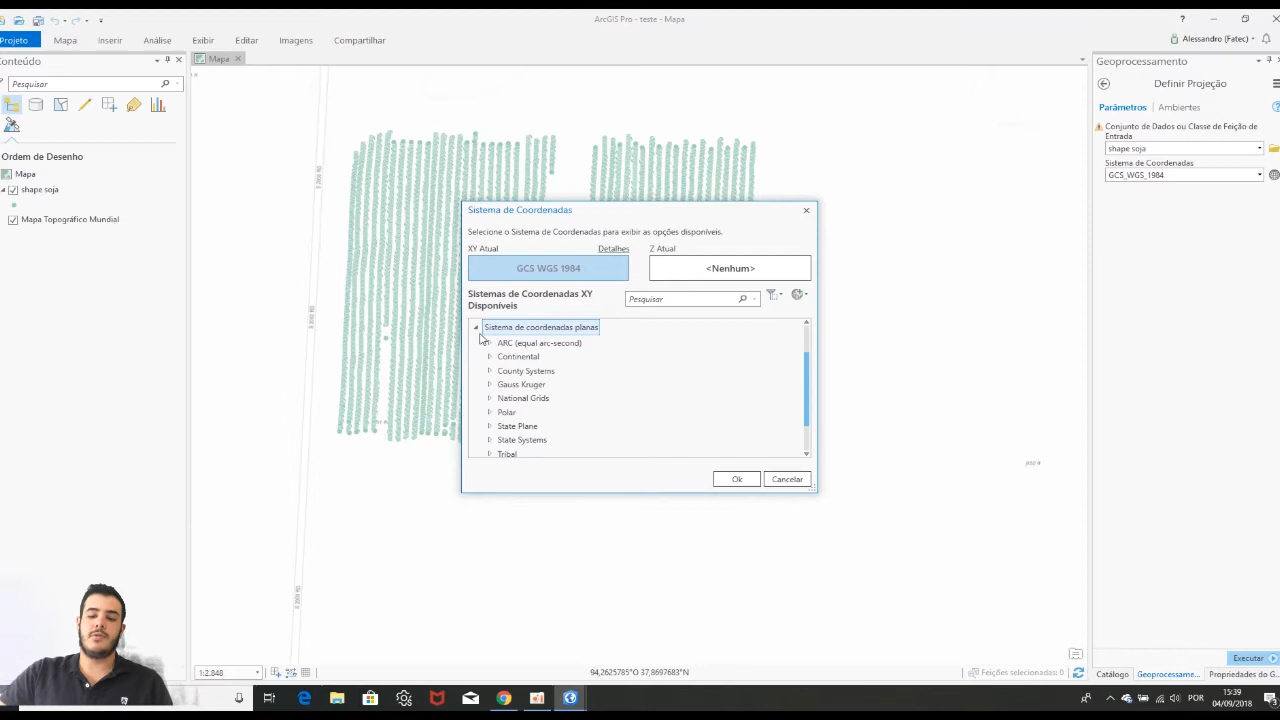 ArcGIS Pro - teste - Mapa
?
Projeto
Mapa
Inserir
Análise
Exibir
Editar
Imagens
Compartilhar
Alessandro (Fatec)
Conteúdo
Mapa
Geoprocessamento
Pesquisar
Definir Projeção
Parâmetros
Ambientes
Conjunto de Dados ou Classe de Feição de
Entrada
shape soja
Sistema de Coordenadas
GCS_WGS_1984
Ordem de Desenho
Mapa
shape soja
Mapa Topográfico Mundial
Sistema de Coordenadas
Selecione o Sistema de Coordenadas para exibir as opções disponíveis.
XY Atual
Detalhes
Z Atual
GCS WGS 1984
<Nenhum>
Sistemas de Coordenadas XY
Disponíveis
Pesquisar
Sistema de coordenadas planas
ARC (equal arc-second)
Continental
County Systems
Gauss Kruger
National Grids
Polar
State Plane
State Systems
Tribal
Ok
Cancelar
Executar
1:2.848
94,2625785°O 37,8697683°N
Feições selecionadas: 0
Catálogo
Geoprocessame...
Propriedades do G
POR
15:39
04/09/2018